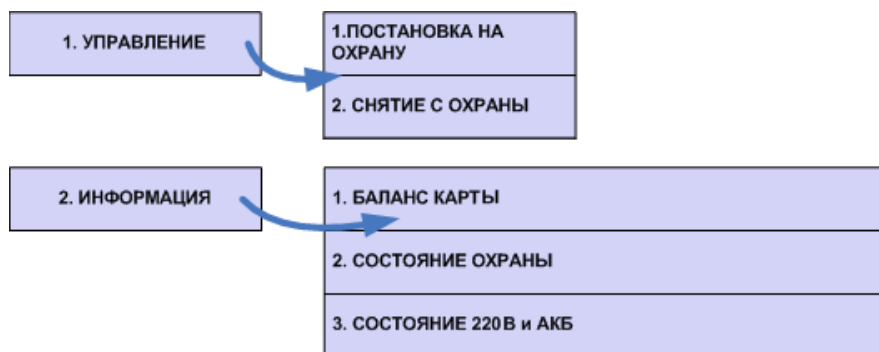 1. УПРАВЛЕНИЕ
1.ПОСТАНОВКА НА
ОХРАНУ
2. СНЯТИЕ С ОХРАНЫ
2. ИНФОРМАЦИЯ
1. БАЛАНС КАРТЫ
2. СОСТОЯНИЕ ОХРАНЫ
3. СОСТОЯНИЕ 220В и АКБ